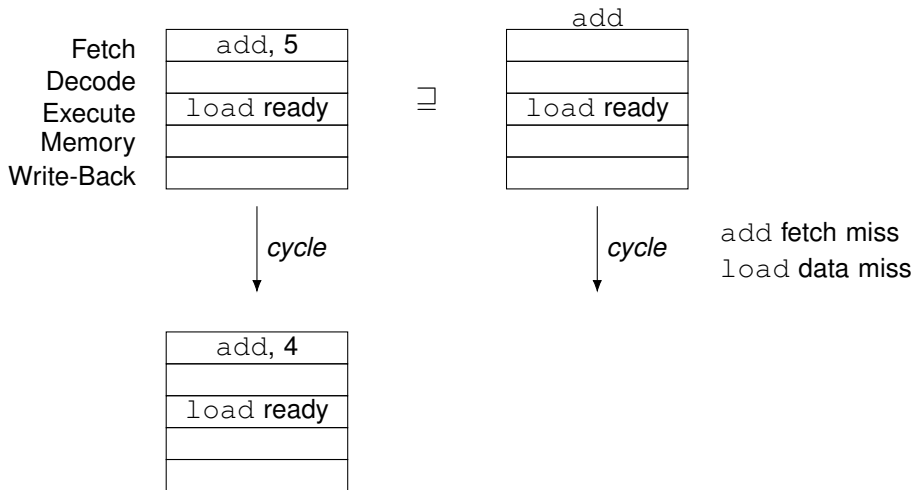 add
Fetch add, 5
Decode
Execute load ready ⊒ load ready
Memory
Write-Back
cycle cycle add fetch miss
load data miss
add, 4
load ready